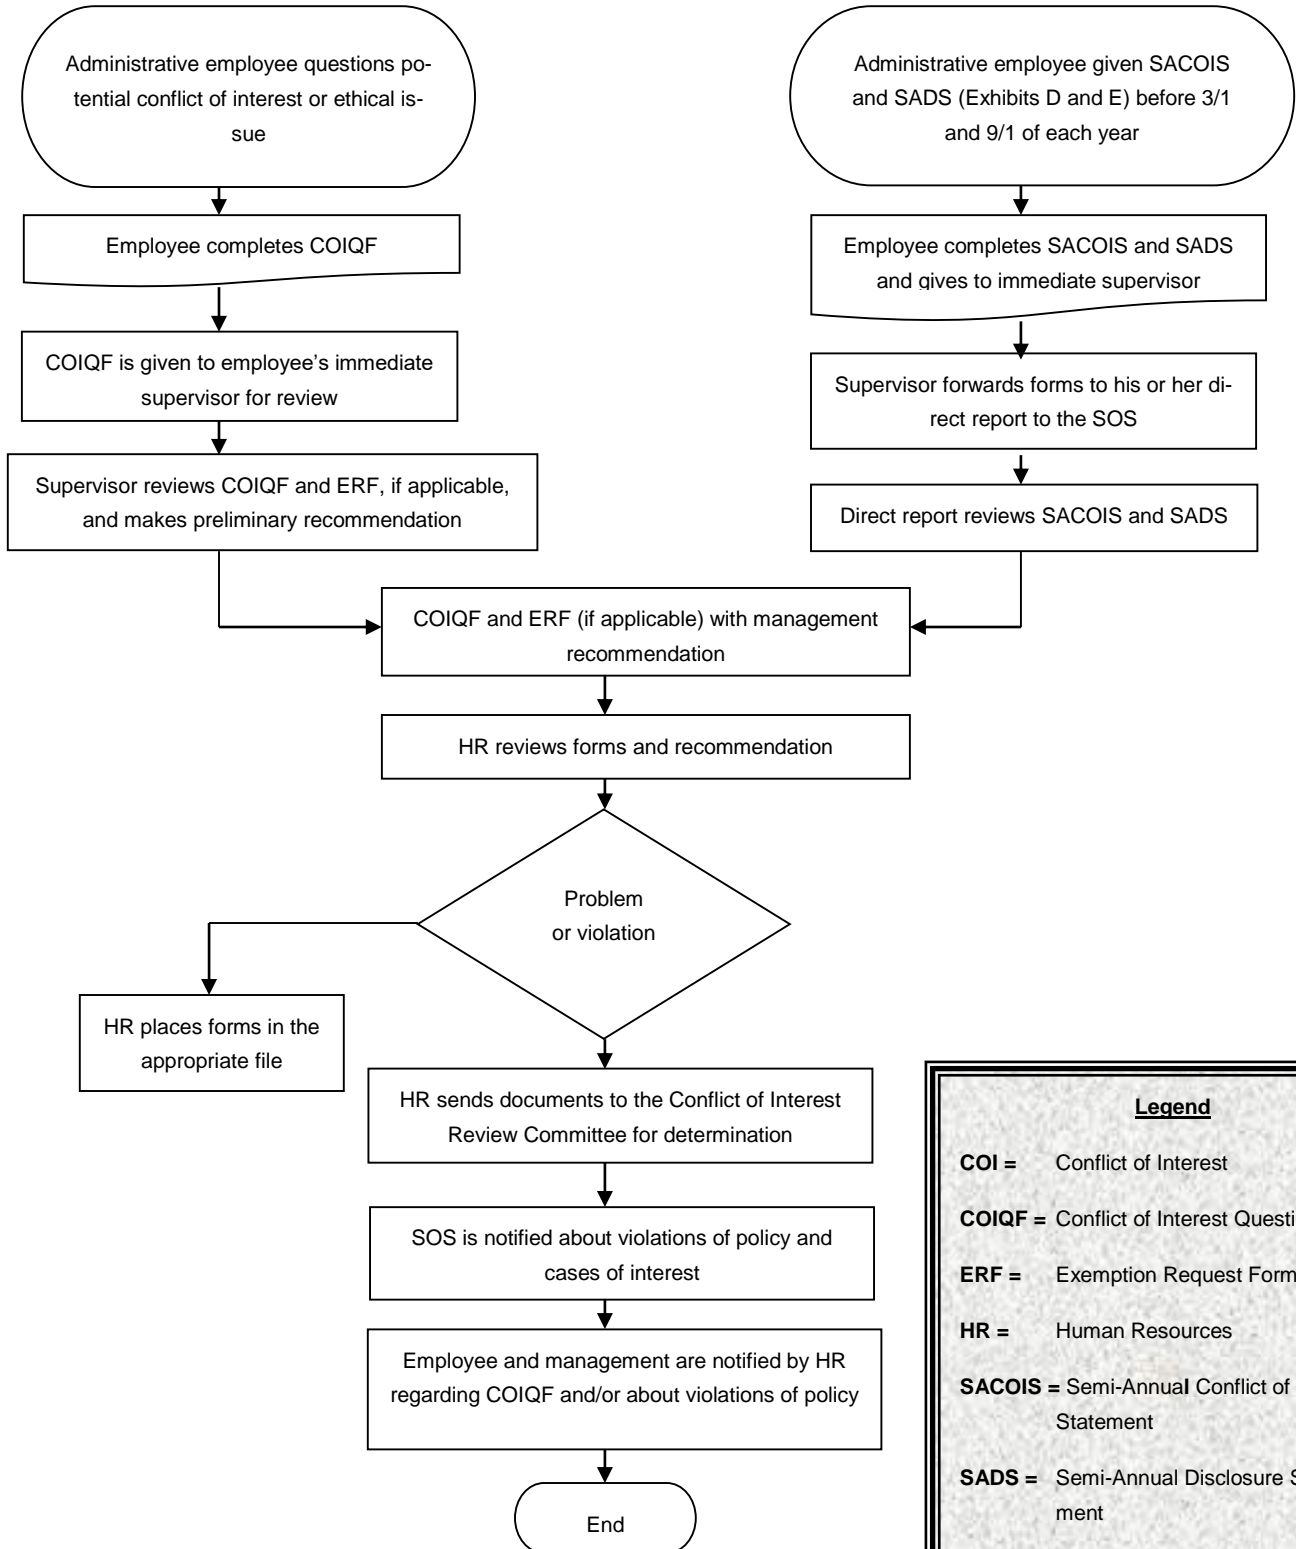 Administrative employee questions po-
tential conflict of interest or ethical is-
sue
Administrative employee given SACOIS
and SADS (Exhibits D and E) before 3/1
and 9/1 of each year
Employee completes COIQF
Employee completes SACOIS and SADS
and gives to immediate supervisor
COIQF is given to employee’s immediate
supervisor for review
Supervisor forwards forms to his or her di-
rect report to the SOS
Supervisor reviews COIQF and ERF, if applicable,
and makes preliminary recommendation
Direct report reviews SACOIS and SADS
COIQF and ERF (if applicable) with management
recommendation
HR reviews forms and recommendation
Problem
or violation
HR places forms in the
appropriate file
HR sends documents to the Conflict of Interest
Review Committee for determination
SOS is notified about violations of policy and
cases of interest
Employee and management are notified by HR
regarding COIQF and/or about violations of policy
End
Legend
COI = Conflict of Interest
COIQF = Conflict of Interest
ERF = Exemption Request Form
HR = Human Resources
SACOIS = Semi-Annual Conflict of
Statement
SADS = Semi-Annual Disclosure
ment